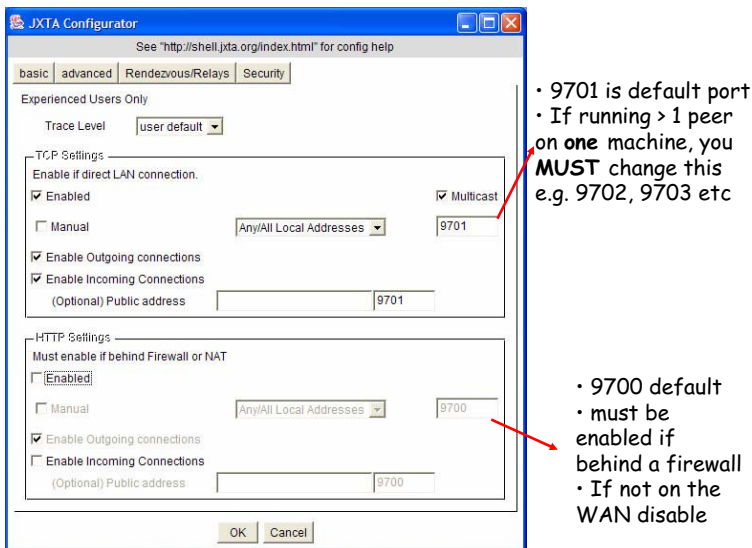 JXTA Configurator
See "http://shell.jxta.org/index.html" for config help
basic advanced Rendezvous/Relays Security
Experienced Users Only
Trace Level user default
TCP Settings
Enable if direct LAN connection.
Enabled Multicast
Manual Any/All Local Addresses 9701
Enable Outgoing connections
Enable Incoming Connections
(Optional) Public address 9701
HTTP Settings
Must enable if behind Firewall or NAT
Enabled
Manual Any/All Local Addresses 9700
Enable Outgoing connections
Enable Incoming Connections
(Optional) Public address 9700
OK Cancel
• 9701 is default port
• If running > 1 peer
on one machine, you
MUST change this
e.g. 9702, 9703 etc
• 9700 default
• must be
enabled if
behind a firewall
• If not on the
WAN disable